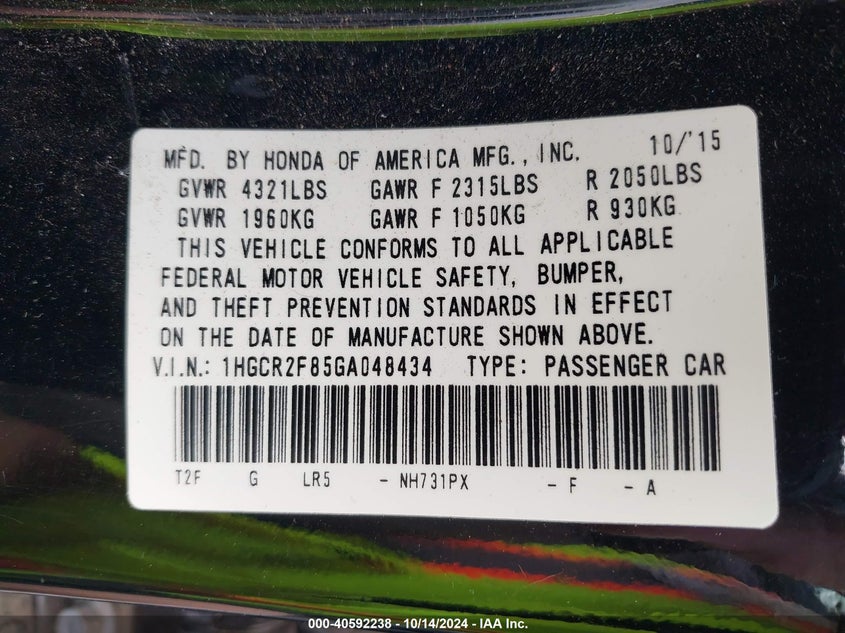 MFD. BY HONDA OF AMERICA MFG., INC. 10/'15
GVWR 4321LBS GAWR F 2315LBS R 2050LBS
GVWR 1960KG GAWR F 1050KG R 930KG
THIS VEHICLE CONFORMS TO ALL APPLICABLE
FEDERAL MOTOR VEHICLE SAFETY, BUMPER,
AND THEFT PREVENTION STANDARDS IN EFFECT
ON THE DATE OF MANUFACTURE SHOWN ABOVE.
V.I.N.: 1HGCR2F85GA048434 TYPE: PASSENGER CAR
T2F G LR5 - NH731PX - F - A
000-40592238 - 10/14/2024 - IAA Inc.